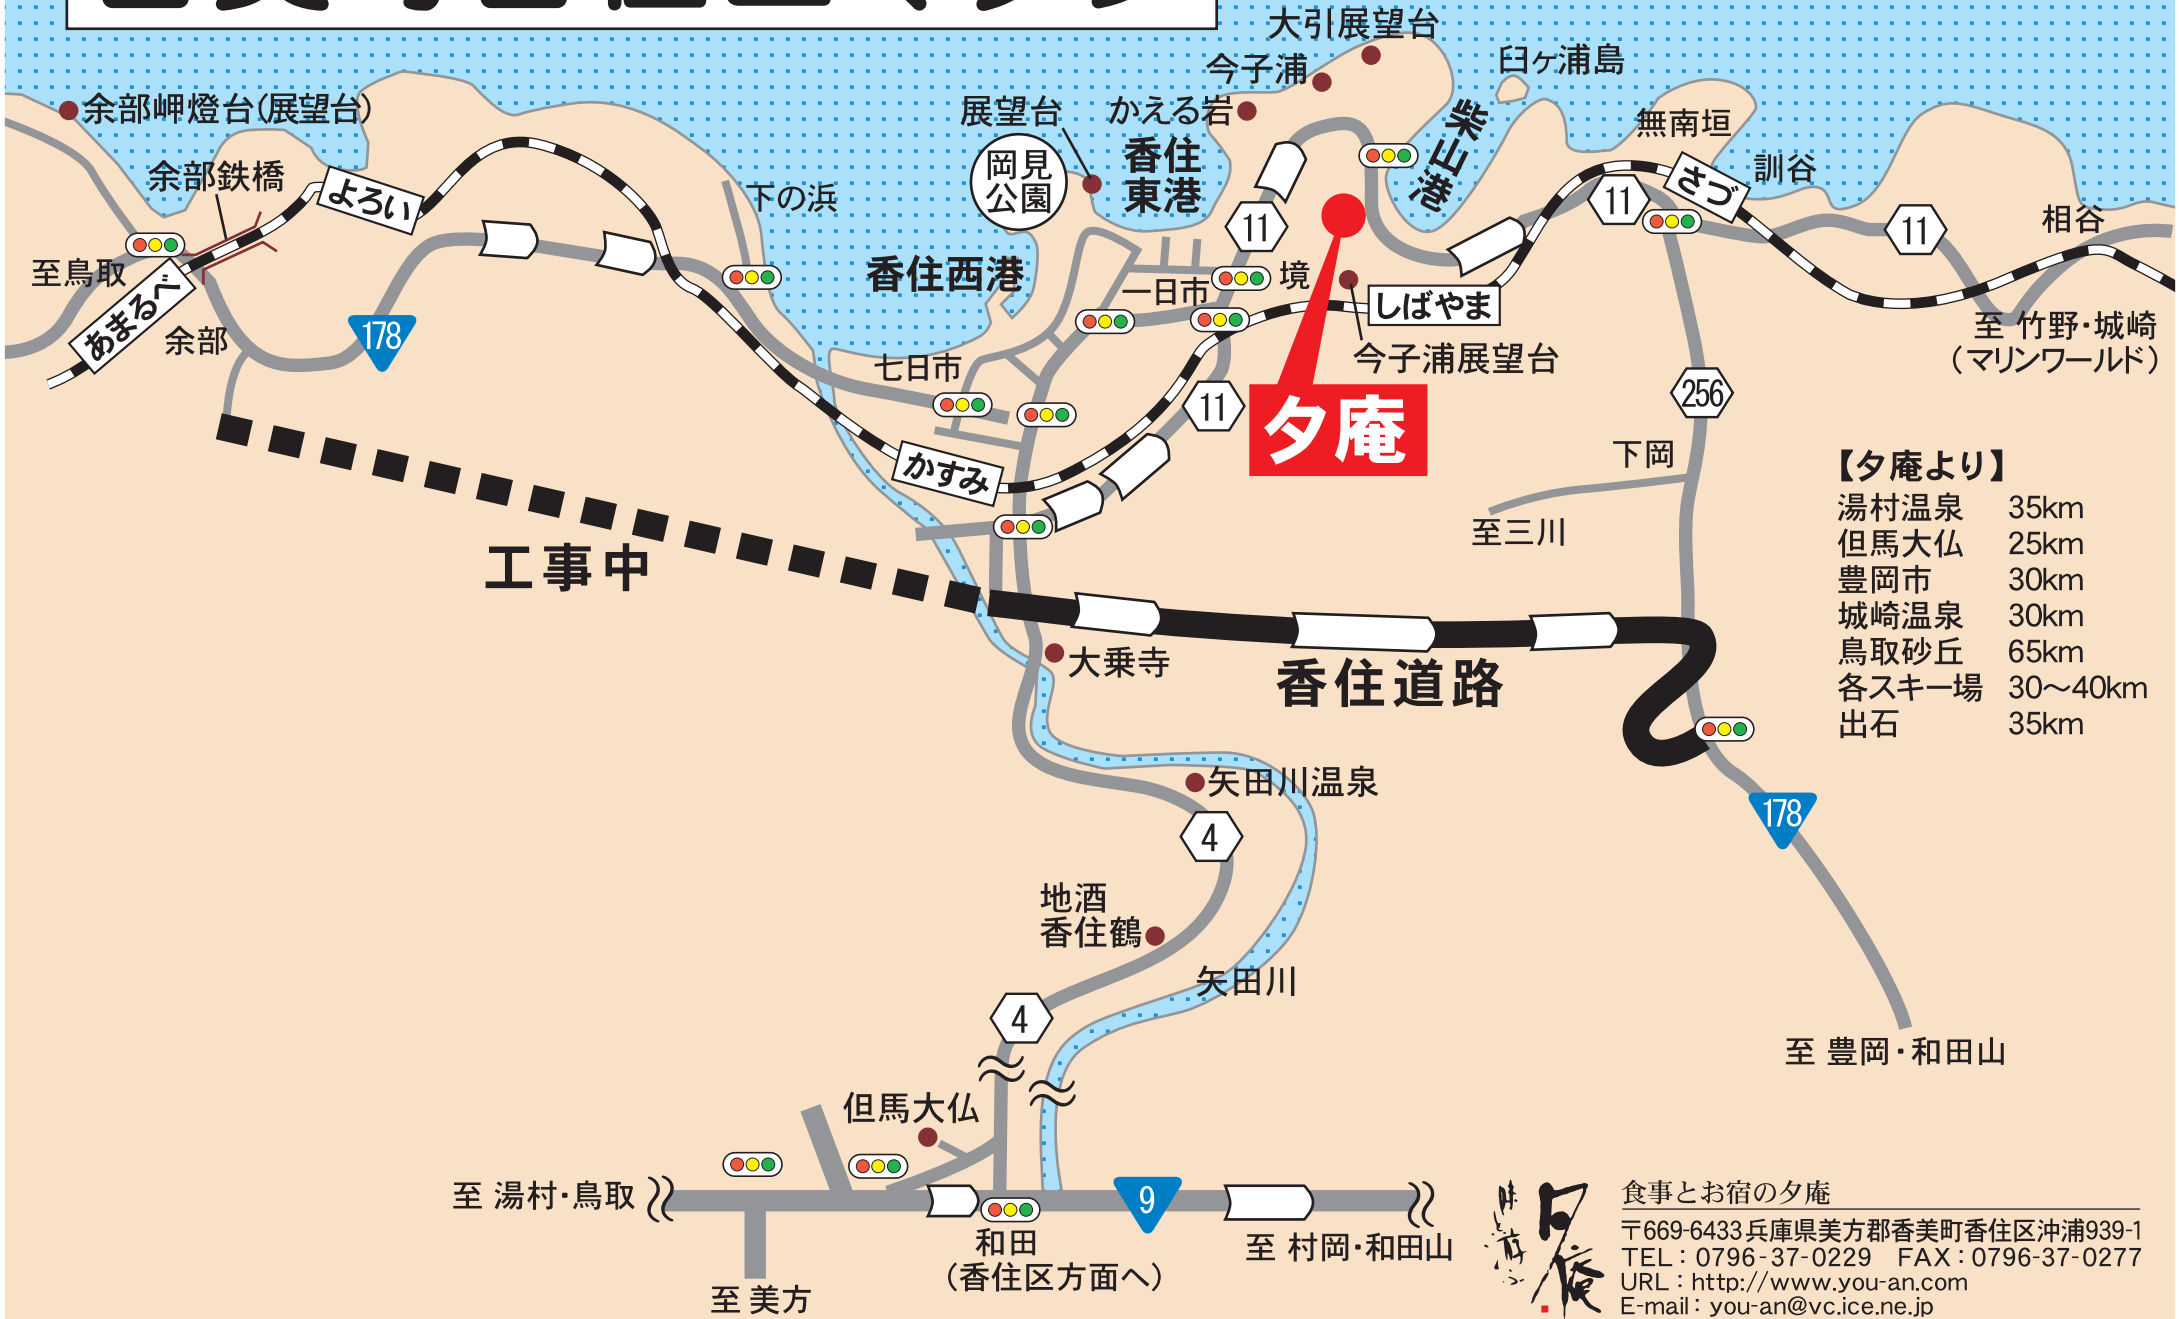 大引展望台
今子浦
臼ヶ浦島
余部岬燈台(展望台)
展望台
かえる岩
柴山港
無南垣
岡見
公園
香住
東港
余部鉄橋
よろい
下の浜
さづ
訓谷
11
11
11
相谷
至鳥取
香住西港
一日市
境
しばやま
あまるべ
余部
178
今子浦展望台
至 竹野・城崎
(マリンワールド)
七日市
11
256
夕庵
かすみ
下岡
至三川
工事中
【夕庵より】
湯村温泉 35km
但馬大仏 25km
豊岡市 30km
城崎温泉 30km
鳥取砂丘 65km
各スキー場 30〜40km
出石 35km
大乗寺
香住道路
矢田川温泉
4
178
地酒
香住鶴
矢田川
4
至 豊岡・和田山
但馬大仏
至 湯村・鳥取
9
和田
(香住区方面へ)
至 村岡・和田山
至 美方
夕庵
食事とお宿の夕庵
〒669-6433 兵庫県美方郡香美町香住区沖浦939-1
TEL：0796-37-0229 FAX：0796-37-0277
URL：http://www.you-an.com
E-mail：you-an@vc.ice.ne.jp